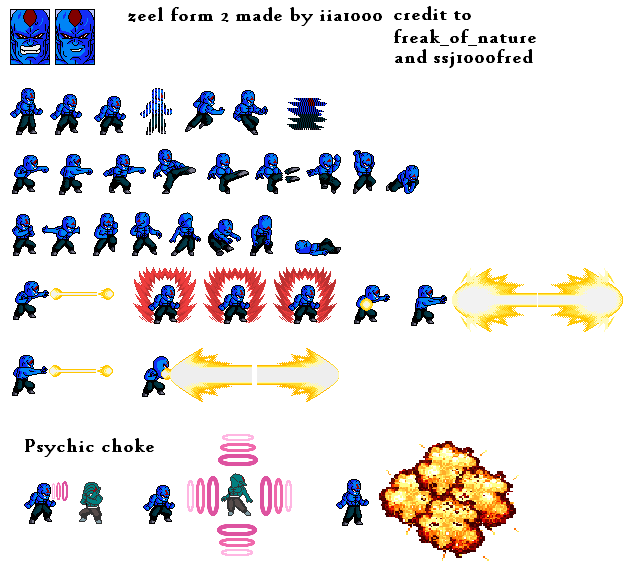 zeel form 2 made by iia1000
credit to
freak_of_nature
and ssj1000fred
Psychic choke